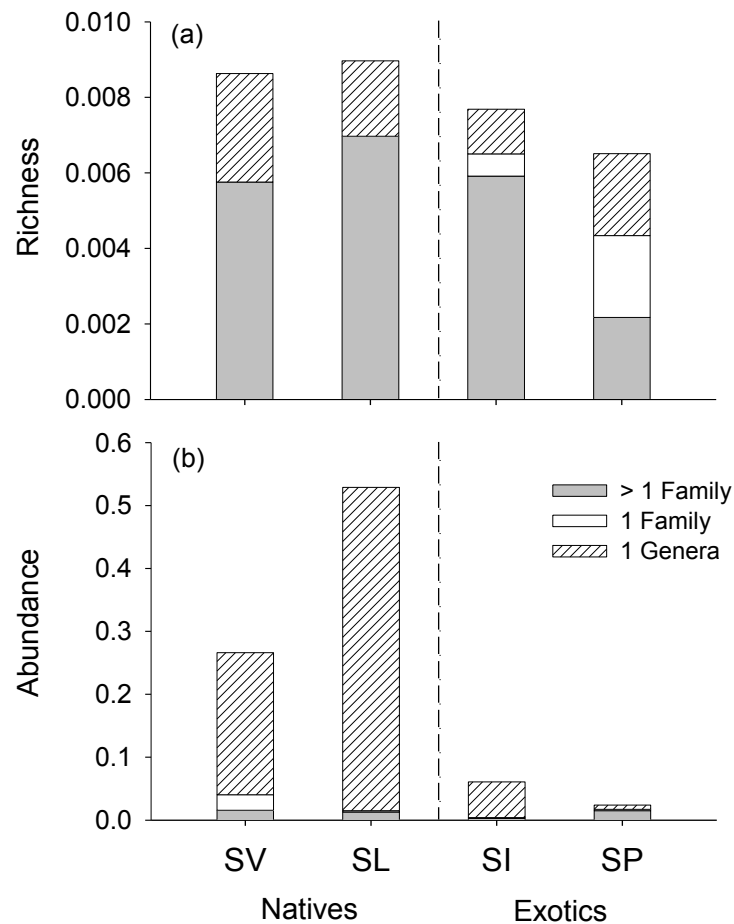 (a)
Richness
0.010
0.008
0.006
0.004
0.002
0.000
(b)
Abundance
0.6
0.5
0.4
0.3
0.2
0.1
0.0
> 1 Family
1 Family
1 Genera
SV SL SI SP
Natives Exotics